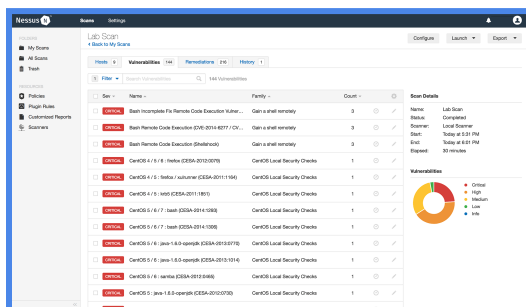 Nessus N
Scans Settings
FOLDERS
My Scans
All Scans
Trash
RESOURCES
Policies
Plugin Rules
Customized Reports
Scanners
Lab Scan
Back to My Scans
Configure Launch Export
Hosts 9 Vulnerabilities 144 Remediations 216 History 1
Filter Search Vulnerabilities 144 Vulnerabilities
Sev Name Family Count
CRITICAL Bash Incomplete Fix Remote Code Execution Vulner... Gain a shell remotely 3
CRITICAL Bash Remote Code Execution (CVE-2014-6277 / CV... Gain a shell remotely 3
CRITICAL Bash Remote Code Execution (Shellshock) Gain a shell remotely 3
CRITICAL CentOS 4 / 5 / 6 : firefox (CESA-2012:0079) CentOS Local Security Checks 1
CRITICAL CentOS 4 / 5 : firefox / xulrunner (CESA-2011:1164) CentOS Local Security Checks 1
CRITICAL CentOS 4 / 5 : krb5 (CESA-2011:1851) CentOS Local Security Checks 1
CRITICAL CentOS 5 / 6 / 7 : bash (CESA-2014:1293) CentOS Local Security Checks 1
CRITICAL CentOS 5 / 6 / 7 : bash (CESA-2014:1306) CentOS Local Security Checks 1
CRITICAL CentOS 5 / 6 : java-1.6.0-openjdk (CESA-2013:0770) CentOS Local Security Checks 1
CRITICAL CentOS 5 / 6 : java-1.6.0-openjdk (CESA-2013:1014) CentOS Local Security Checks 1
CRITICAL CentOS 5 / 6 : samba (CESA-2012:0465) CentOS Local Security Checks 1
CRITICAL CentOS 5 : java-1.6.0-openjdk (CESA-2012:0730) CentOS Local Security Checks 1
Scan Details
Name: Lab Scan
Status: Completed
Scanner: Local Scanner
Start: Today at 5:31 PM
End: Today at 6:01 PM
Elapsed: 30 minutes
Vulnerabilities
Critical
High
Medium
Low
Info